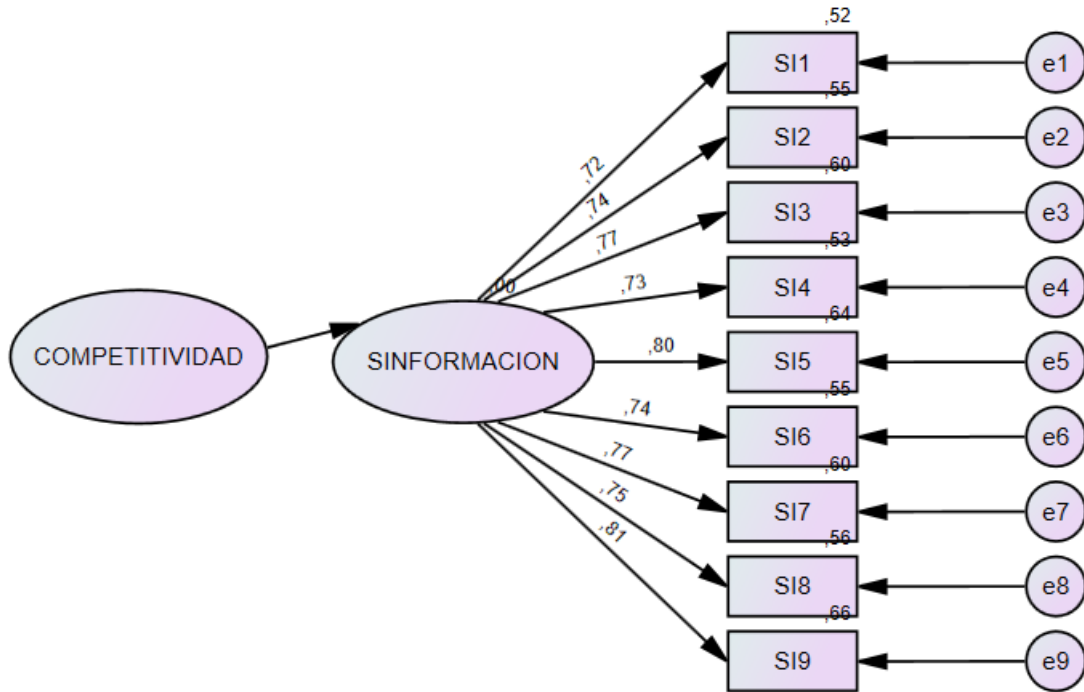 ,52
SI1
e1
,55
SI2
e2
,72
,60
,74
SI3
e3
,77
,53
,00
,73
SI4
e4
,64
COMPETITIVIDAD
SINFORMACION
,80
SI5
e5
,55
,74
SI6
e6
,60
,77
SI7
e7
,75
,56
,81
SI8
e8
,66
SI9
e9